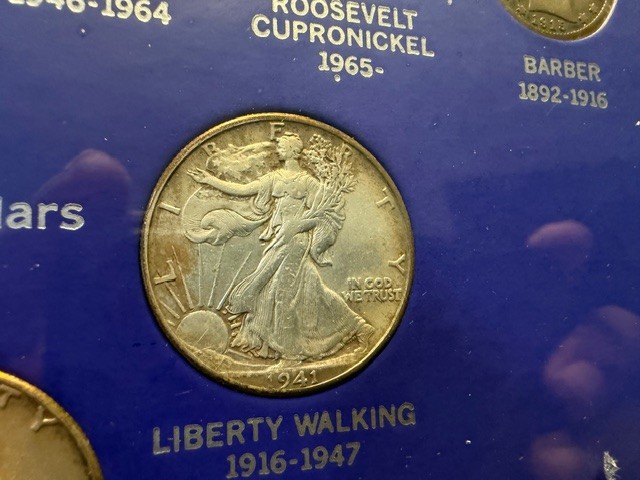 1946-1964
ROOSEVELT
CUPRONICKEL
1965-
BARBER
1892-1916
lars
LIBERTY
IN GOD
WE TRUST
1941
LIBERTY WALKING
1916-1947
TY